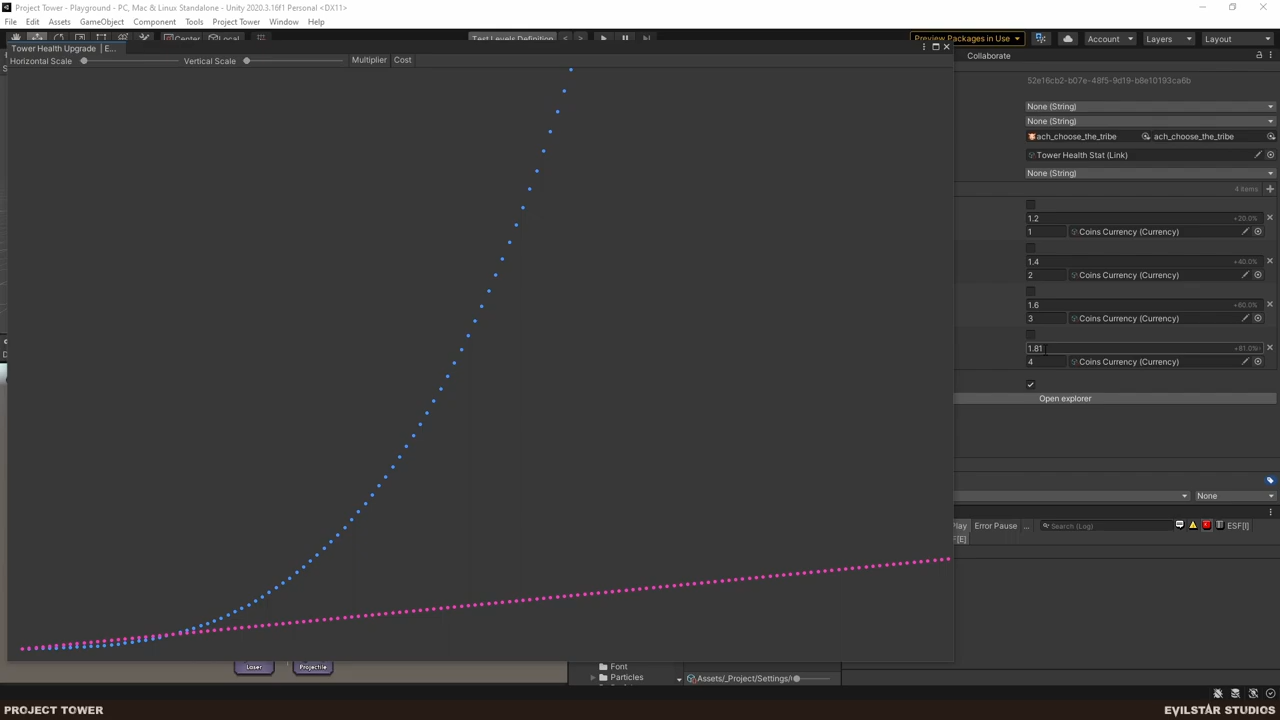 Project Tower - Playground - PC, Mac & Linux Standalone - Unity 2020.3.16f1 Personal <DX11>
File Edit Assets GameObject Component Tools Project Tower Window Help
Center Local Test Levels Definition Preview Packages in Use Account Layers Layout
Tower Health Upgrade | E...
Collaborate
Horizontal Scale Vertical Scale Multiplier Cost
52e16cb2-b07e-48f5-9d19-b8e10193ca6b
None (String)
None (String)
ach_choose_the_tribe ach_choose_the_tribe
Tower Health Stat (Link)
None (String)
4 items
1.2 +20.0%
1 Coins Currency (Currency)
1.4 +40.0%
2 Coins Currency (Currency)
1.6 +60.0%
3 Coins Currency (Currency)
1.81 +81.0%
4 Coins Currency (Currency)
Open explorer
None
Play Error Pause ... Search (Log) ESF[I]
F[E]
Laser Projectile
Font
Particles
Assets/_Project/Settings/
PROJECT TOWER EVILSTAR STUDIOS